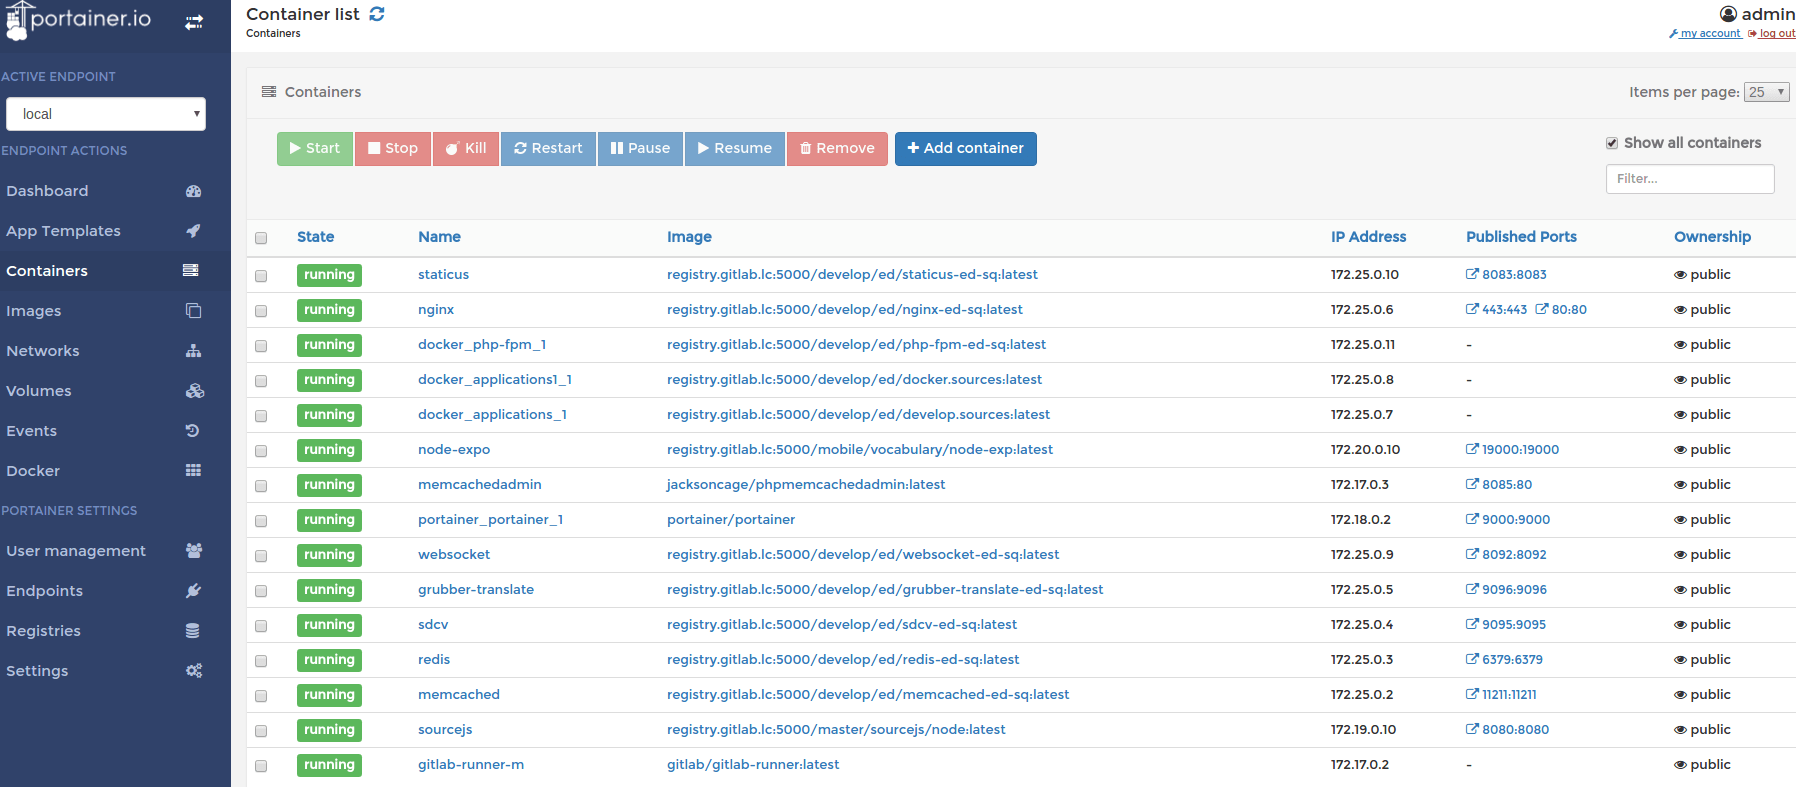 portainer.io
Container list
Containers
admin
my account log out
ACTIVE ENDPOINT
local
ENDPOINT ACTIONS
Dashboard
App Templates
Containers
Images
Networks
Volumes
Events
Docker
PORTAINER SETTINGS
User management
Endpoints
Registries
Settings
Containers
Items per page: 25
Start Stop Kill Restart Pause Resume Remove Add container
Show all containers
Filter...
State Name Image IP Address Published Ports Ownership
running staticus registry.gitlab.lc:5000/develop/ed/staticus-ed-sq:latest 172.25.0.10 8083:8083 public
running nginx registry.gitlab.lc:5000/develop/ed/nginx-ed-sq:latest 172.25.0.6 443:443 80:80 public
running docker_php-fpm_1 registry.gitlab.lc:5000/develop/ed/php-fpm-ed-sq:latest 172.25.0.11 - public
running docker_applications1_1 registry.gitlab.lc:5000/develop/ed/docker.sources:latest 172.25.0.8 - public
running docker_applications_1 registry.gitlab.lc:5000/develop/ed/develop.sources:latest 172.25.0.7 - public
running node-expo registry.gitlab.lc:5000/mobile/vocabulary/node-exp:latest 172.20.0.10 19000:19000 public
running memcachedadmin jacksoncage/phpmemcachedadmin:latest 172.17.0.3 8085:80 public
running portainer_portainer_1 portainer/portainer 172.18.0.2 9000:9000 public
running websocket registry.gitlab.lc:5000/develop/ed/websocket-ed-sq:latest 172.25.0.9 8092:8092 public
running grubber-translate registry.gitlab.lc:5000/develop/ed/grubber-translate-ed-sq:latest 172.25.0.5 9096:9096 public
running sdcv registry.gitlab.lc:5000/develop/ed/sdcv-ed-sq:latest 172.25.0.4 9095:9095 public
running redis registry.gitlab.lc:5000/develop/ed/redis-ed-sq:latest 172.25.0.3 6379:6379 public
running memcached registry.gitlab.lc:5000/develop/ed/memcached-ed-sq:latest 172.25.0.2 11211:11211 public
running sourcejs registry.gitlab.lc:5000/master/sourcejs/node:latest 172.19.0.10 8080:8080 public
running gitlab-runner-m gitlab/gitlab-runner:latest 172.17.0.2 - public